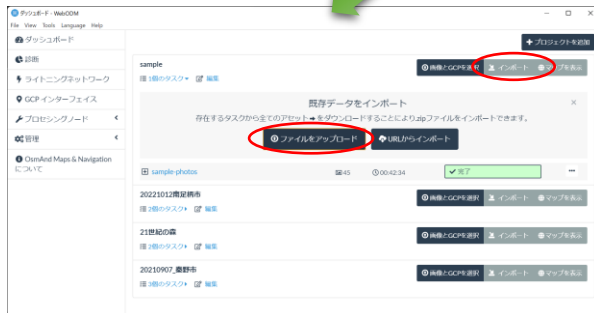 ダッシュボード - WebODM
File View Tools Language Help
ダッシュボード
診断
ライトニングネットワーク
GCP インターフェイス
プロセシングノード
管理
OsmAnd Maps & Navigation
について
プロジェクトを追加
sample
1個のタスク 編集
画像とGCPを選択 インポート マップを表示
既存データをインポート
存在するタスクから全てのアセット➔をダウンロードすることにより.zipファイルをインポートできます。
ファイルをアップロード URLからインポート
sample-photos 45 00:42:34 完了
20221012南足柄市
2個のタスク 編集
画像とGCPを選択 インポート マップを表示
21世紀の森
2個のタスク 編集
画像とGCPを選択 インポート マップを表示
20210907_秦野市
3個のタスク 編集
画像とGCPを選択 インポート マップを表示